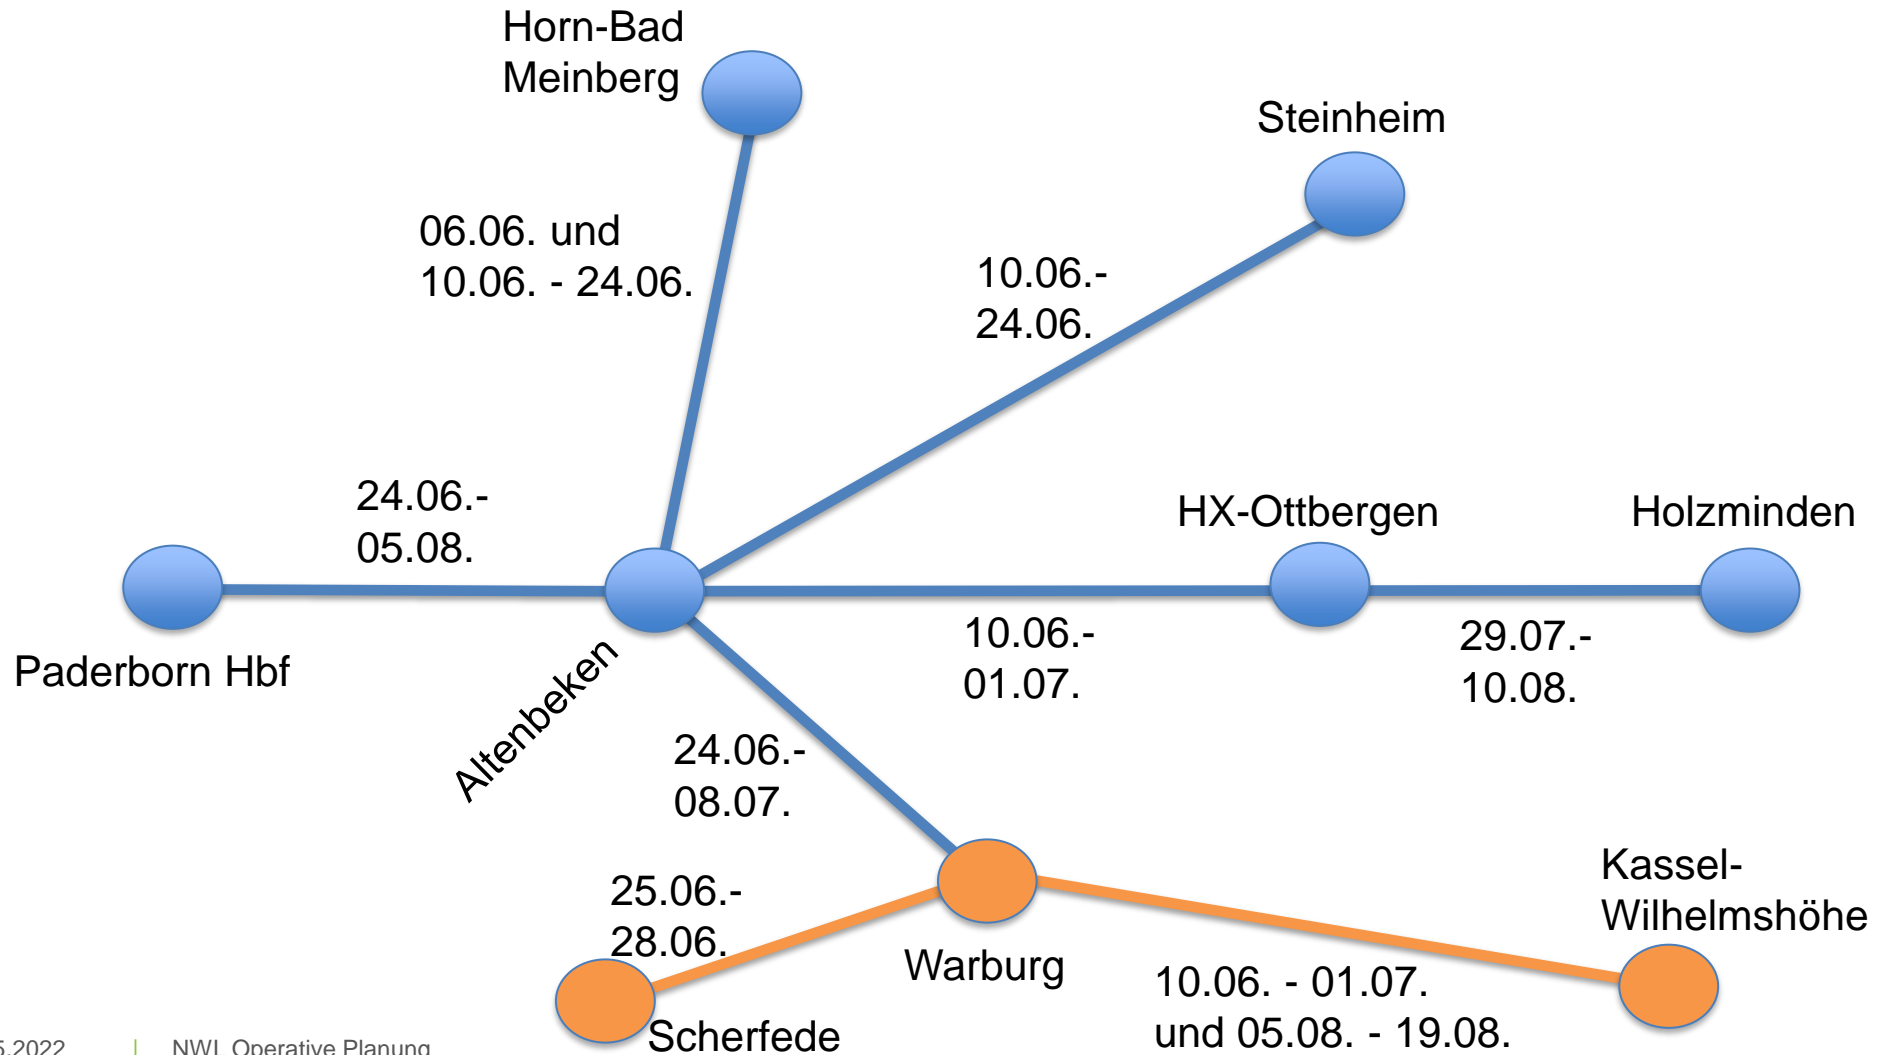 Horn-Bad
Meinberg
Steinheim
06.06. und
10.06. - 24.06.
10.06.-
24.06.
24.06.-
05.08.
HX-Ottbergen
Holzminden
Paderborn Hbf
Altenbeken
10.06.-
01.07.
29.07.-
10.08.
24.06.-
08.07.
25.06.-
28.06.
Warburg
Kassel-
Wilhelmshöhe
10.06. - 01.07.
und 05.08. - 19.08.
Scherfede
5.2022 | NWL Operative Planung